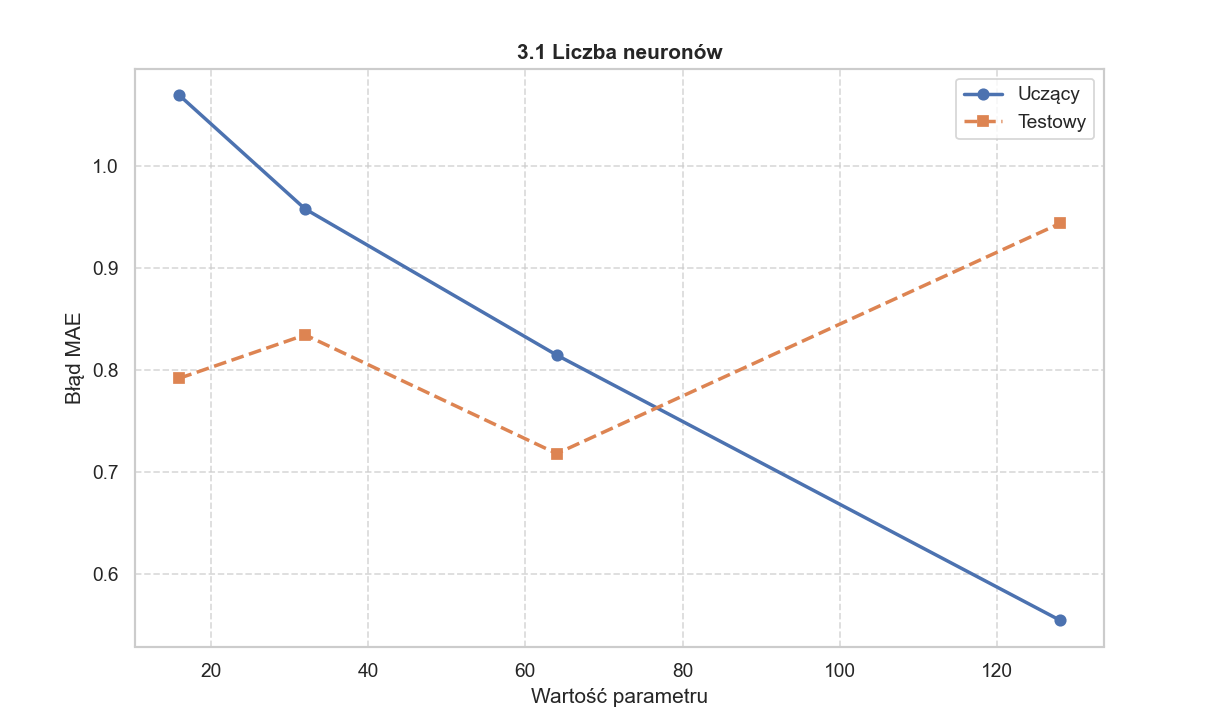 3.1 Liczba neuronów
Uczący
Testowy
1.0
0.9
0.8
0.7
0.6
Błąd MAE
20 40 60 80 100 120
Wartość parametru